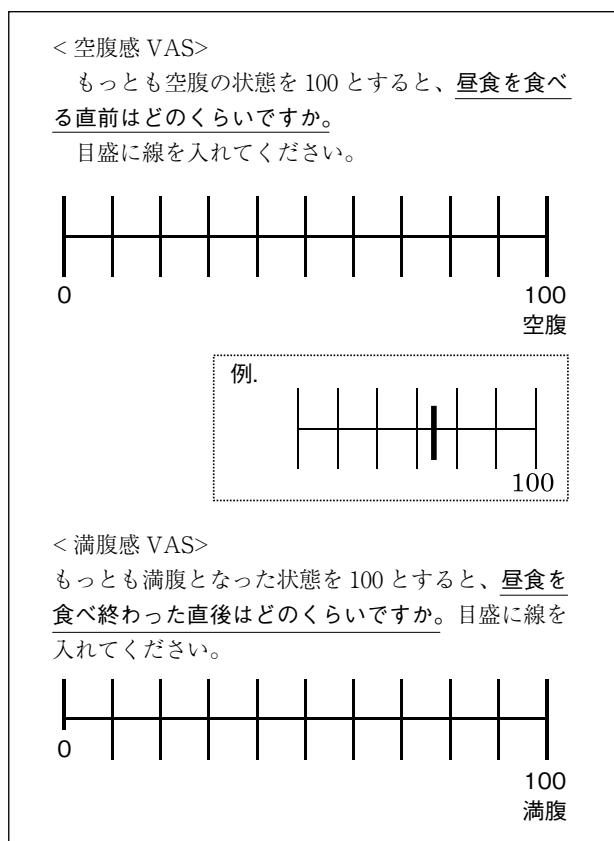 < 空腹感 VAS>
もっとも空腹の状態を 100 とすると、昼食を食べ
る直前はどのくらいですか。
目盛に線を入れてください。
0 100
空腹
例.
100
< 満腹感 VAS>
もっとも満腹となった状態を 100 とすると、昼食を
食べ終わった直後はどのくらいですか。目盛に線を
入れてください。
0
100
満腹